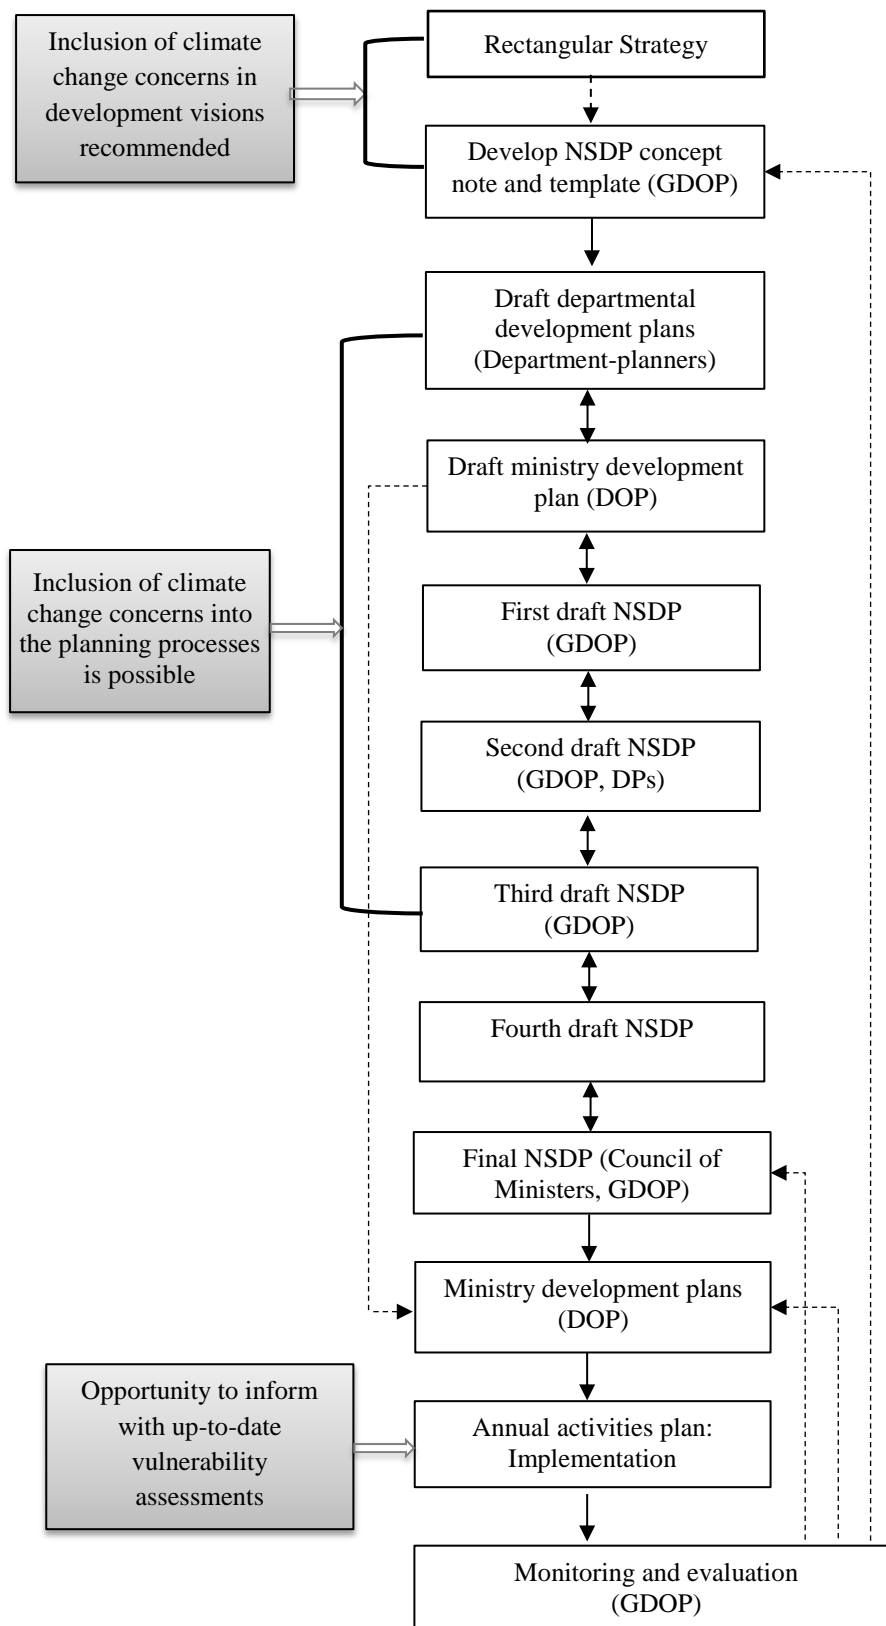 Inclusion of climate
change concerns in
development visions
recommended
Rectangular Strategy
Develop NSDP concept
note and template (GDOP)
Draft departmental
development plans
(Department-planners)
Draft ministry development
plan (DOP)
Inclusion of climate
change concerns into
the planning processes
is possible
First draft NSDP
(GDOP)
Second draft NSDP
(GDOP, DPs)
Third draft NSDP
(GDOP)
Fourth draft NSDP
Final NSDP (Council of
Ministers, GDOP)
Ministry development plans
(DOP)
Opportunity to inform
with up-to-date
vulnerability
assessments
Annual activities plan:
Implementation
Monitoring and evaluation
(GDOP)